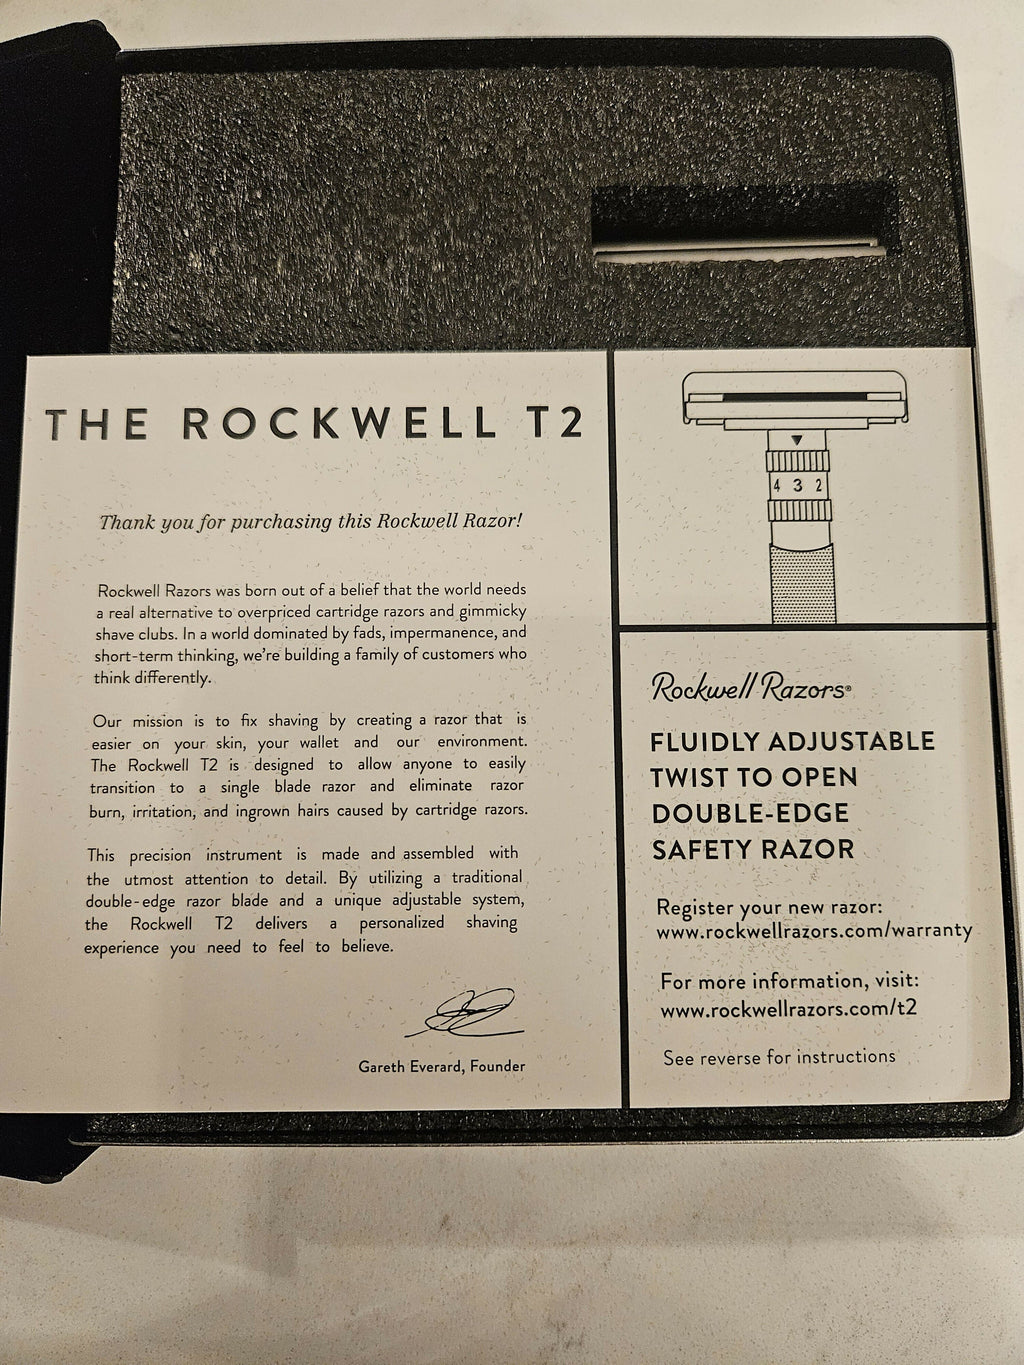 THE ROCKWELL T2
Thank you for purchasing this Rockwell Razor!
Rockwell Razors was born out of a belief that the world needs
a real alternative to overpriced cartridge razors and gimmicky
shave clubs. In a world dominated by fads, impermanence, and
short-term thinking, we're building a family of customers who
think differently.
Our mission is to fix shaving by creating a razor that is
easier on your skin, your wallet and our environment.
The Rockwell T2 is designed to allow anyone to easily
transition to a single blade razor and eliminate razor
burn, irritation, and ingrown hairs caused by cartridge razors.
This precision instrument is made and assembled with
the utmost attention to detail. By utilizing a traditional
double-edge razor blade and a unique adjustable system,
the Rockwell T2 delivers a personalized shaving
experience you need to feel to believe.
Gareth Everard, Founder
4 3 2
Rockwell Razors®
FLUIDLY ADJUSTABLE
TWIST TO OPEN
DOUBLE-EDGE
SAFETY RAZOR
Register your new razor:
www.rockwellrazors.com/warranty
For more information, visit:
www.rockwellrazors.com/t2
See reverse for instructions